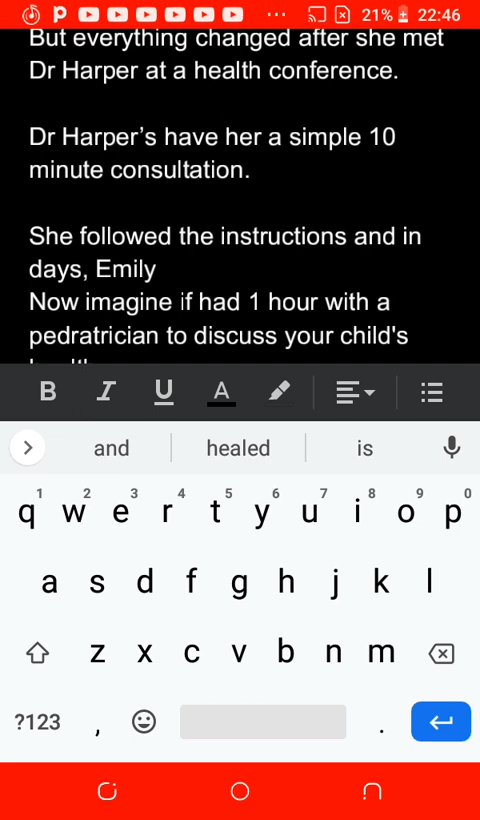 21% 22:46
But everything changed after she met
Dr Harper at a health conference.
Dr Harper’s have her a simple 10
minute consultation.
She followed the instructions and in
days, Emily
Now imagine if had 1 hour with a
pedratrician to discuss your child's
B I U A
and healed is
1 2 3 4 5 6 7 8 9 0
q w e r t y u i o p
a s d f g h j k l
z x c v b n m
?123 , .